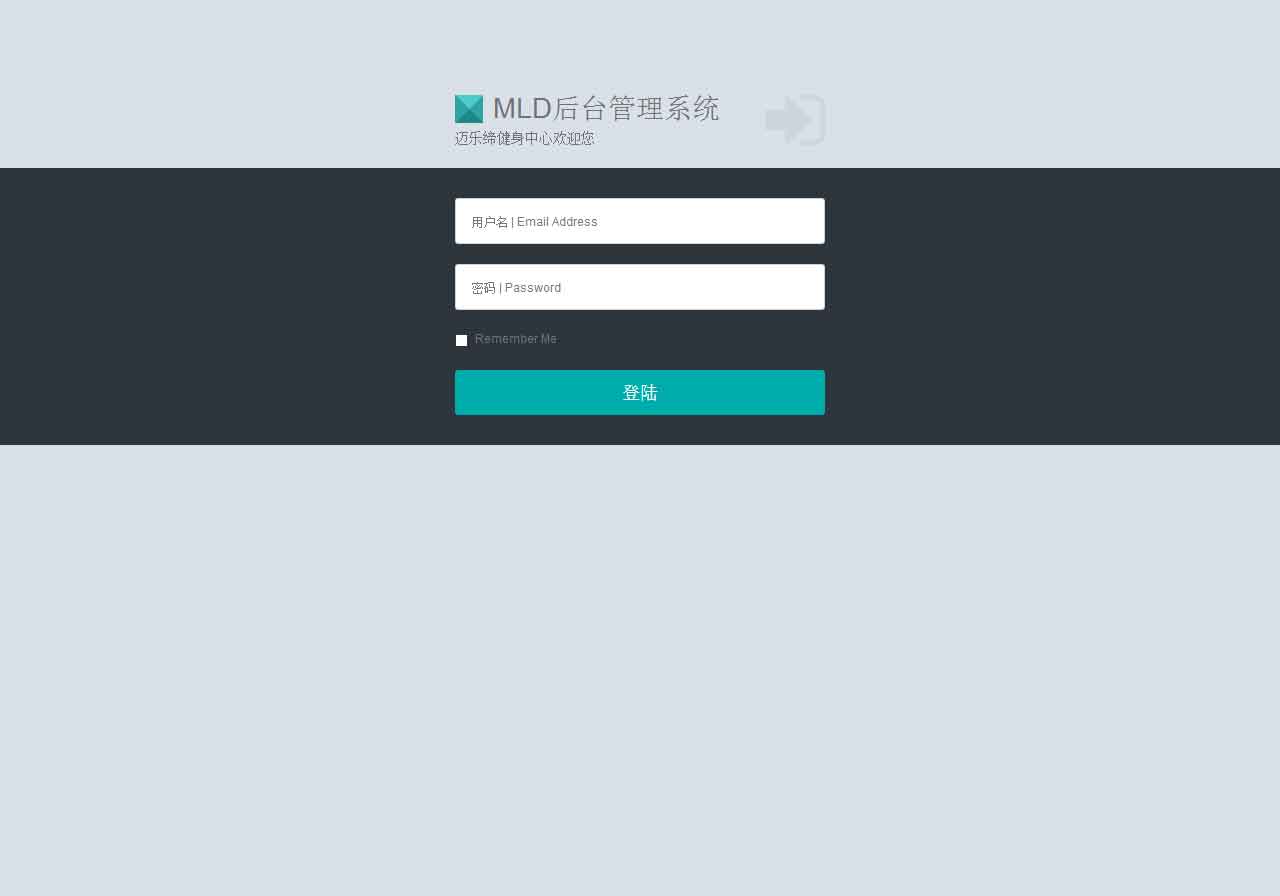 MLD后台管理系统
迈乐缔健身中心欢迎您
用户名 | Email Address
密码 | Password
Remember Me
登陆